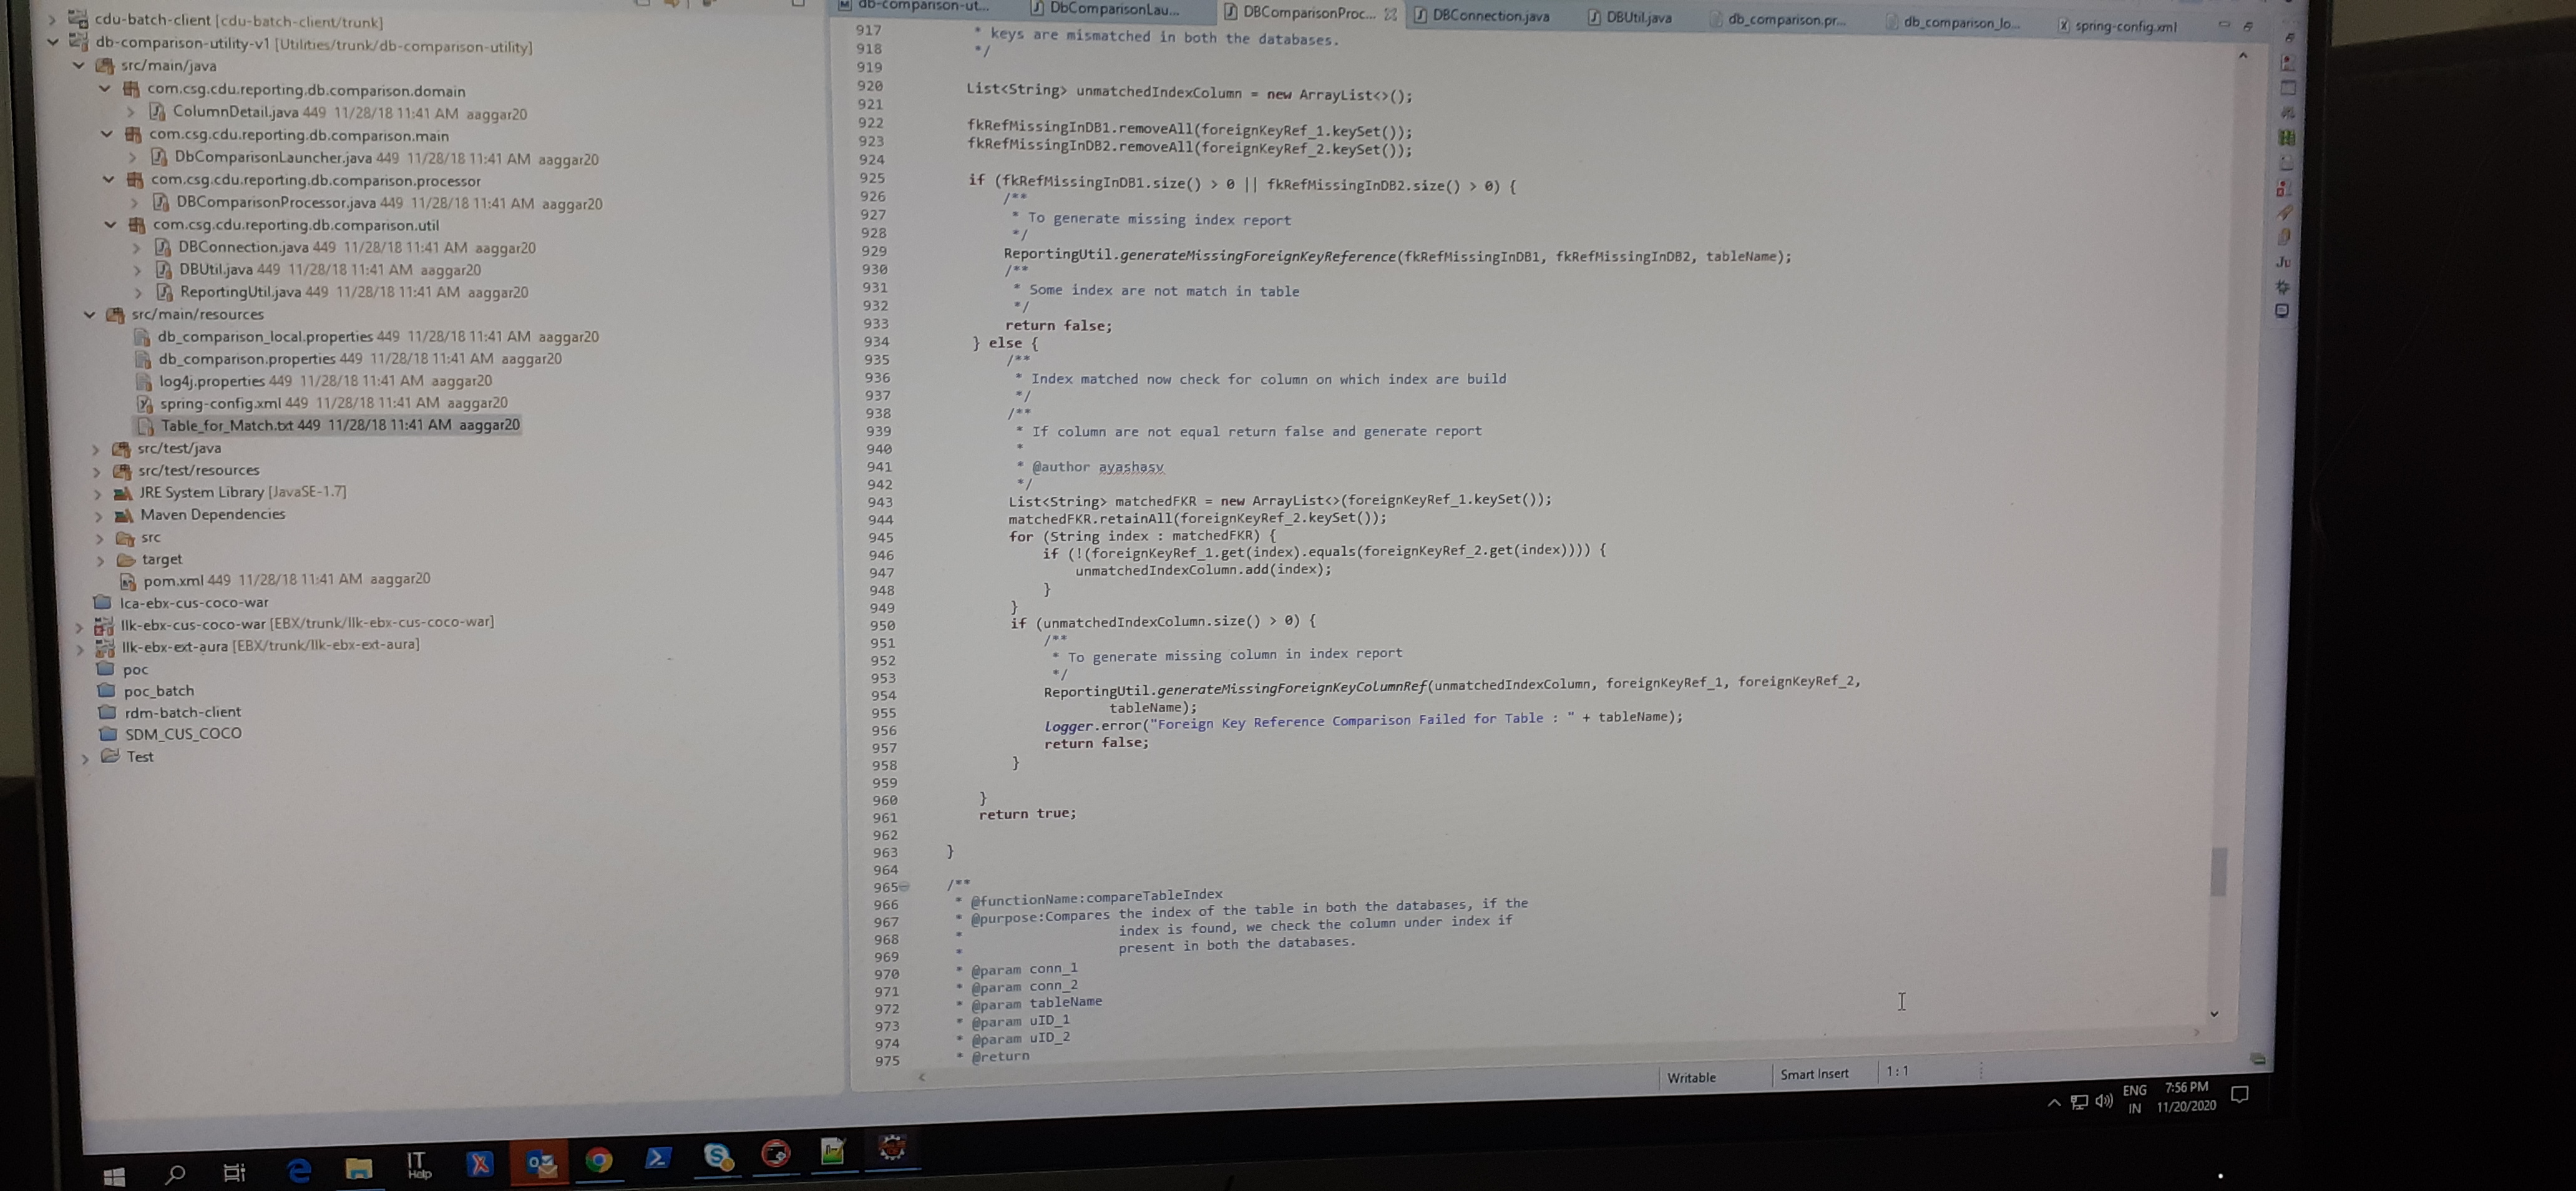 cdu-batch-client [cdu-batch-client/trunk]
db-comparison-utility-v1 [Utilities/trunk/db-comparison-utility]
src/main/java
com.csg.cdu.reporting.db.comparison.domain
ColumnDetail.java 449 11/28/18 11:41 AM aaggar20
com.csg.cdu.reporting.db.comparison.main
DbComparisonLauncher.java 449 11/28/18 11:41 AM aaggar20
com.csg.cdu.reporting.db.comparison.processor
DBComparisonProcessor.java 449 11/28/18 11:41 AM aaggar20
com.csg.cdu.reporting.db.comparison.util
DBConnection.java 449 11/28/18 11:41 AM aaggar20
DBUtil.java 449 11/28/18 11:41 AM aaggar20
ReportingUtil.java 449 11/28/18 11:41 AM aaggar20
src/main/resources
db_comparison_local.properties 449 11/28/18 11:41 AM aaggar20
db_comparison.properties 449 11/28/18 11:41 AM aaggar20
log4j.properties 449 11/28/18 11:41 AM aaggar20
spring-config.xml 449 11/28/18 11:41 AM aaggar20
Table_for_Match.txt 449 11/28/18 11:41 AM aaggar20
src/test/java
src/test/resources
JRE System Library [JavaSE-1.7]
Maven Dependencies
src
target
pom.xml 449 11/28/18 11:41 AM aaggar20
lca-ebx-cus-coco-war
llk-ebx-cus-coco-war [EBX/trunk/llk-ebx-cus-coco-war]
llk-ebx-ext-aura [EBX/trunk/llk-ebx-ext-aura]
poc
poc_batch
rdm-batch-client
SDM_CUS_COCO
Test
db-comparison-ut... DbComparisonLau... DBComparisonProc... DBConnection.java DBUtil.java db_comparison.pr... db_comparison_lo... spring-config.xml
917 * keys are mismatched in both the databases.
918 */
919
920 List<String> unmatchedIndexColumn = new ArrayList<>();
921
922 fkRefMissingInDB1.removeAll(foreignKeyRef_1.keySet());
923 fkRefMissingInDB2.removeAll(foreignKeyRef_2.keySet());
924
925 if (fkRefMissingInDB1.size() > 0 || fkRefMissingInDB2.size() > 0) {
926 /**
927 * To generate missing index report
928 */
929 ReportingUtil.generateMissingForeignKeyReference(fkRefMissingInDB1, fkRefMissingInDB2, tableName);
930 /**
931 * Some index are not match in table
932 */
933 return false;
934 } else {
935 /**
936 * Index matched now check for column on which index are build
937 */
938 /**
939 * If column are not equal return false and generate report
940 *
941 * @author ayashasv
942 */
943 List<String> matchedFKR = new ArrayList<>(foreignKeyRef_1.keySet());
944 matchedFKR.retainAll(foreignKeyRef_2.keySet());
945 for (String index : matchedFKR) {
946 if (!(foreignKeyRef_1.get(index).equals(foreignKeyRef_2.get(index)))) {
947 unmatchedIndexColumn.add(index);
948 }
949 }
950 if (unmatchedIndexColumn.size() > 0) {
951 /**
952 * To generate missing column in index report
953 */
954 ReportingUtil.generateMissingForeignKeyColumnRef(unmatchedIndexColumn, foreignKeyRef_1, foreignKeyRef_2,
955 tableName);
956 logger.error("Foreign Key Reference Comparison Failed for Table : " + tableName);
957 return false;
958 }
959
960 }
961 return true;
962
963 }
964
965 /**
966 * @functionName:compareTableIndex
967 * @purpose:Compares the index of the table in both the databases, if the
968 * index is found, we check the column under index if
969 * present in both the databases.
970 * @param conn_1
971 * @param conn_2
972 * @param tableName
973 * @param uID_1
974 * @param uID_2
975 * @return
Ju
Writable Smart Insert 1 : 1
ENG 7:56 PM
IN 11/20/2020
IT
Help